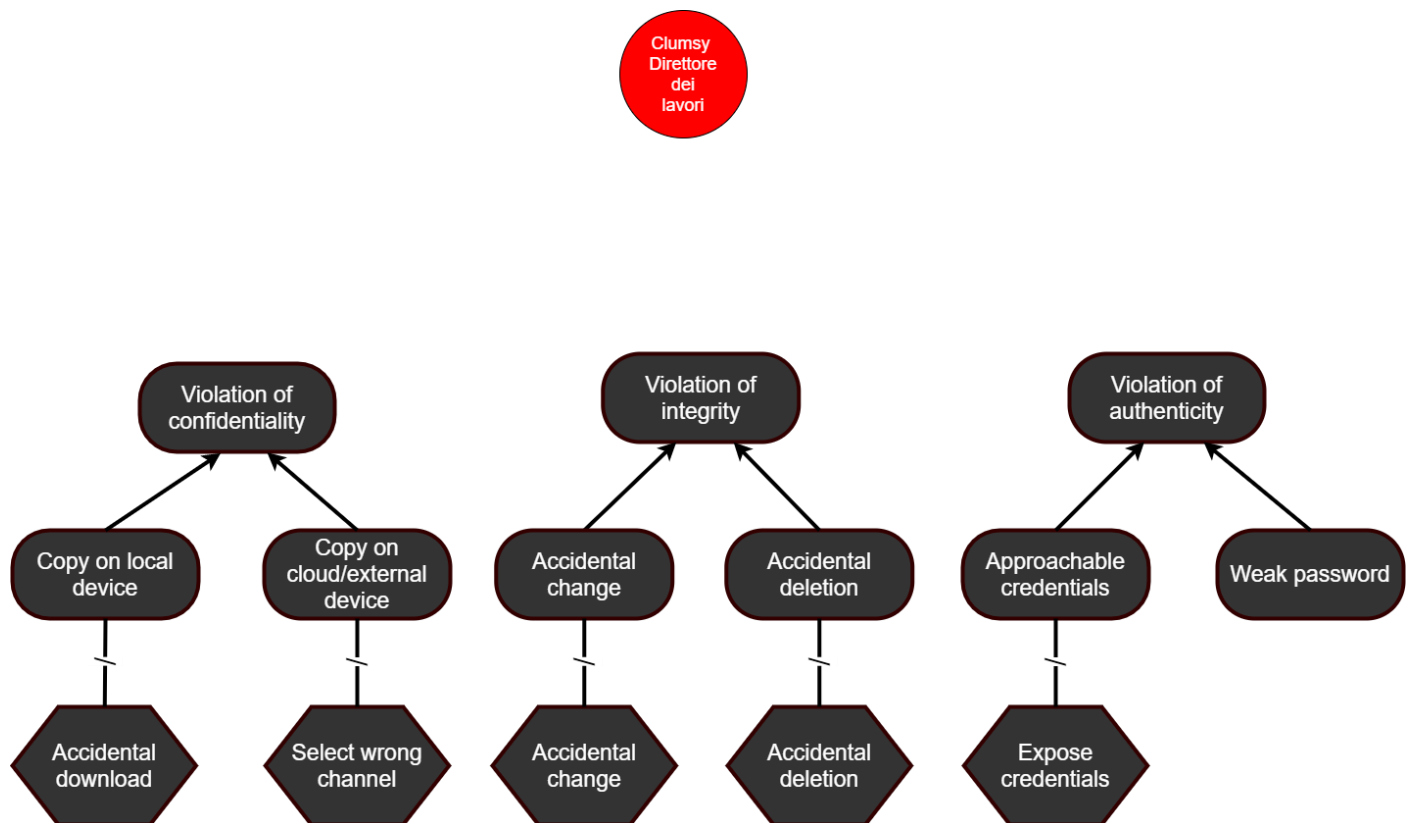 Clumsy
Direttore
dei
lavori
Violation of
confidentiality
Violation of
integrity
Violation of
authenticity
Copy on local
device
Copy on
cloud/external
device
Accidental
change
Accidental
deletion
Approachable
credentials
Weak password
Accidental
download
Select wrong
channel
Accidental
change
Accidental
deletion
Expose
credentials